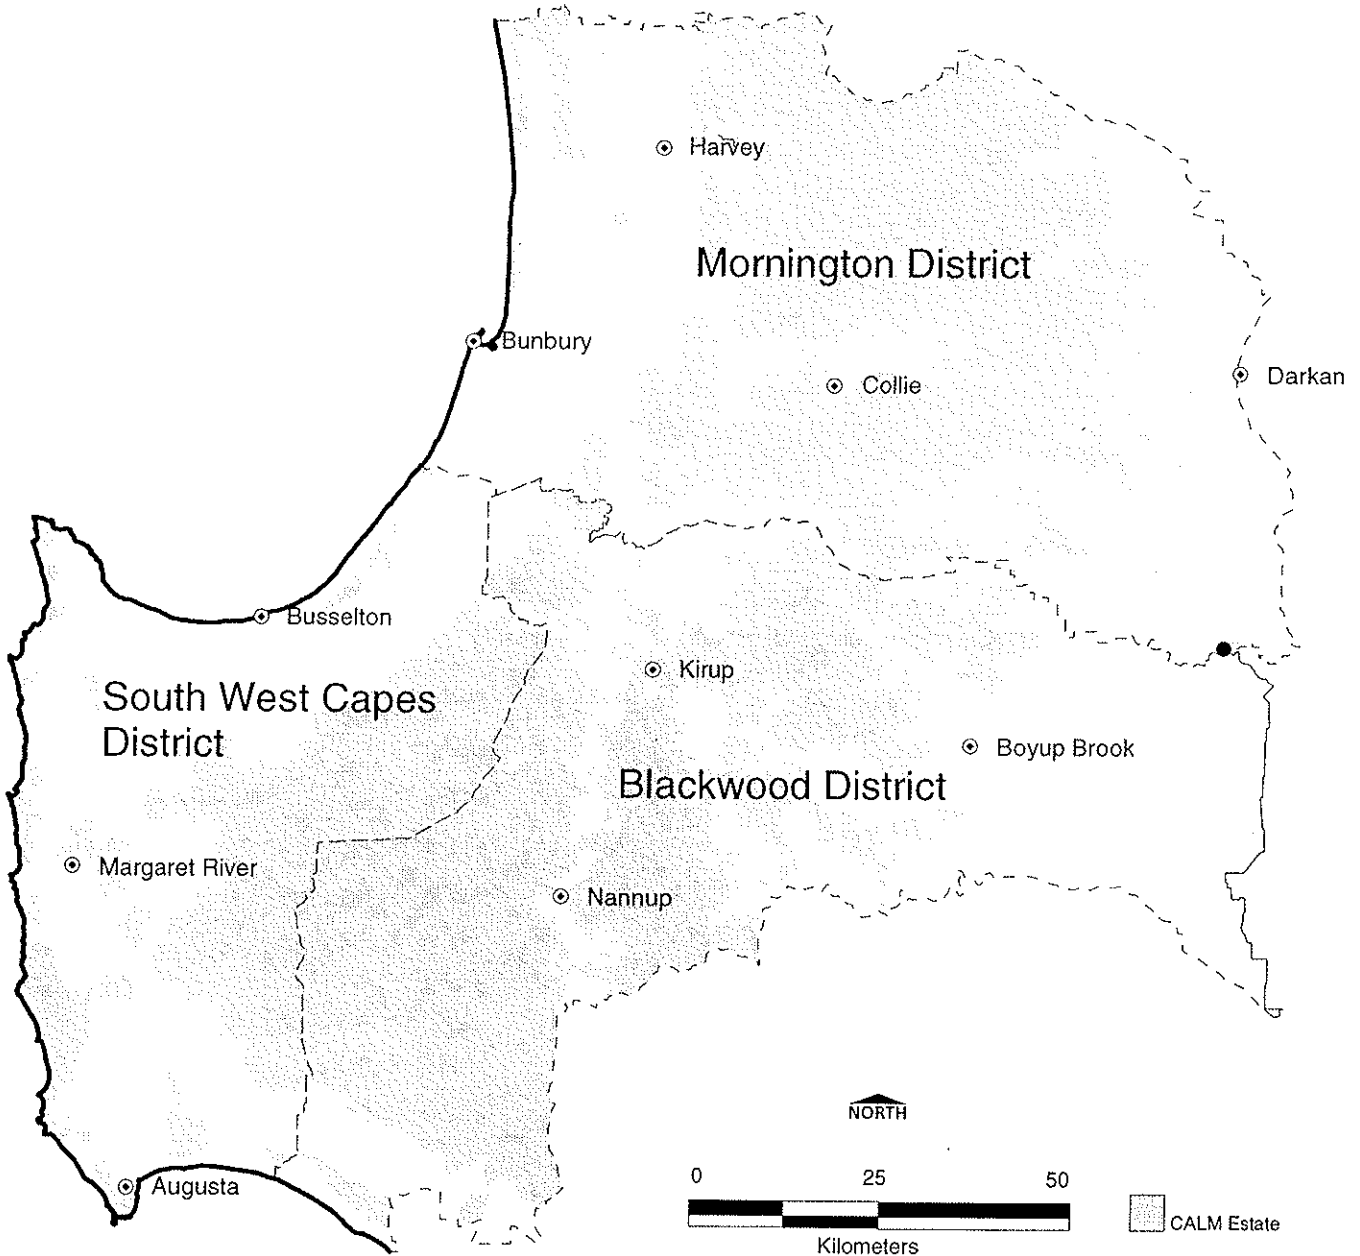 Harvey
Mornington District
Bunbury
Collie
Darkan
Busselton
Kirup
South West Capes
District
Boyup Brook
Blackwood District
Margaret River
Nannup
NORTH
0 25 50
Augusta
CALM Estate
Kilometers